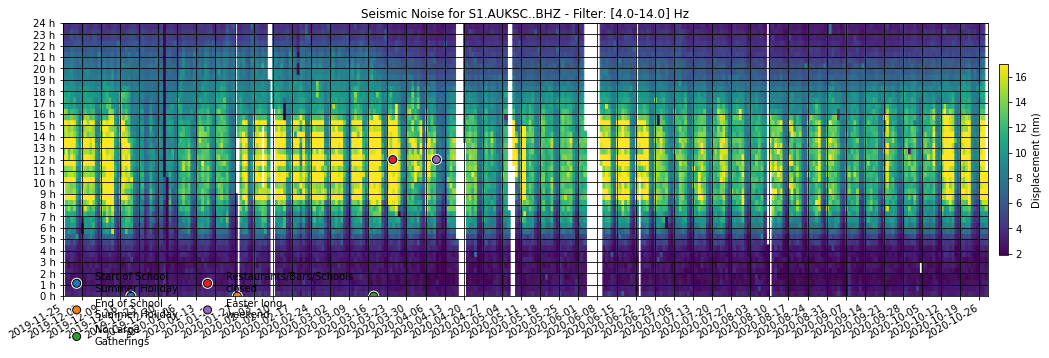 Seismic Noise for S1.AUKSC..BHZ - Filter: [4.0-14.0] Hz
24 h
23 h
22 h
21 h
20 h
19 h
18 h
17 h
16 h
15 h
14 h
13 h
12 h
11 h
10 h
9 h
8 h
7 h
6 h
5 h
4 h
3 h
2 h
1 h
0 h
16
14
12
10
8
6
4
2
Displacement (nm)
Start of School
Summer Holiday
End of School
Summer Holiday
No Large
Gatherings
Restaurants/Bars/Schools
closed
Easter long
weekend
2019-11-25
2020-02-24
2020-03-02
2020-03-09
2020-03-16
2020-03-23
2020-03-30
2020-04-06
2020-04-13
2020-04-20
2020-04-27
2020-05-04
2020-05-11
2020-05-18
2020-05-25
2020-06-01
2020-06-08
2020-06-15
2020-06-22
2020-06-29
2020-07-06
2020-07-13
2020-07-20
2020-07-27
2020-08-03
2020-08-10
2020-08-17
2020-08-24
2020-08-31
2020-09-07
2020-09-14
2020-09-21
2020-09-28
2020-10-05
2020-10-12
2020-10-19
2020-10-26